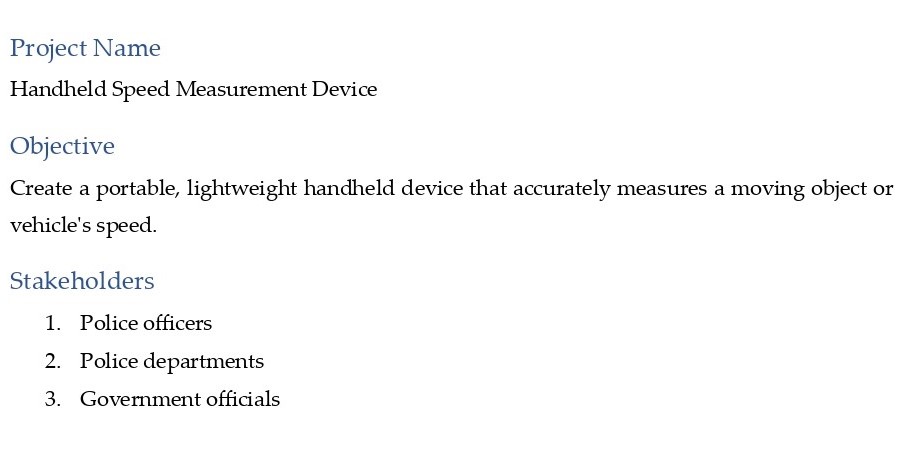 Project Name
Handheld Speed Measurement Device
Objective
Create a portable, lightweight handheld device that accurately measures a moving object or
vehicle's speed.
Stakeholders
1. Police officers
2. Police departments
3. Government officials